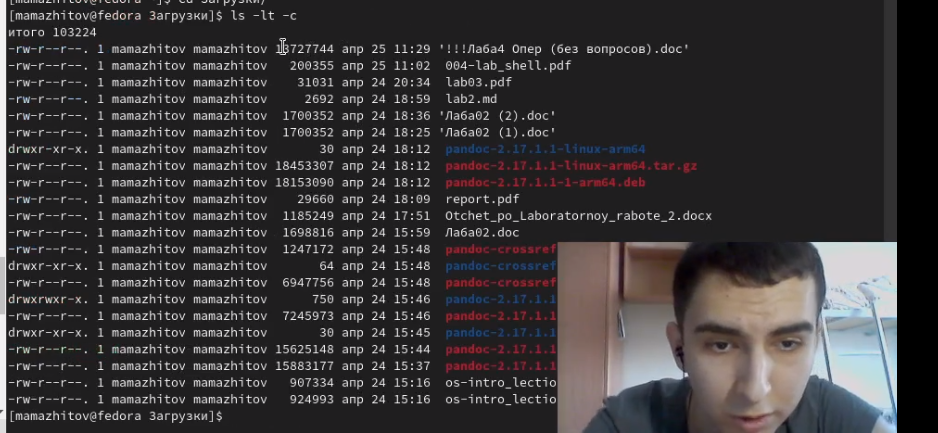 [mamazhitov@fedora ~]$ cd Загрузки/
[mamazhitov@fedora Загрузки]$ ls -lt -c
итого 103224
-rw-r--r--. 1 mamazhitov mamazhitov 13727744 апр 25 11:29 '!!!Лаба4 Опер (без вопросов).doc'
-rw-r--r--. 1 mamazhitov mamazhitov 200355 апр 25 11:02 004-lab_shell.pdf
-rw-r--r--. 1 mamazhitov mamazhitov 31031 апр 24 20:34 lab03.pdf
-rw-r--r--. 1 mamazhitov mamazhitov 2692 апр 24 18:59 lab2.md
-rw-r--r--. 1 mamazhitov mamazhitov 1700352 апр 24 18:36 'Лаба02 (2).doc'
-rw-r--r--. 1 mamazhitov mamazhitov 1700352 апр 24 18:25 'Лаба02 (1).doc'
drwxr-xr-x. 1 mamazhitov mamazhitov 30 апр 24 18:12 pandoc-2.17.1.1-linux-arm64
-rw-r--r--. 1 mamazhitov mamazhitov 18453307 апр 24 18:12 pandoc-2.17.1.1-linux-arm64.tar.gz
-rw-r--r--. 1 mamazhitov mamazhitov 18153090 апр 24 18:12 pandoc-2.17.1.1-1-arm64.deb
-rw-r--r--. 1 mamazhitov mamazhitov 29660 апр 24 18:09 report.pdf
-rw-r--r--. 1 mamazhitov mamazhitov 1185249 апр 24 17:51 Otchet_po_Laboratornoy_rabote_2.docx
-rw-r--r--. 1 mamazhitov mamazhitov 1698816 апр 24 15:59 Лаба02.doc
-rw-r--r--. 1 mamazhitov mamazhitov 1247172 апр 24 15:48 pandoc-crossref
drwxr-xr-x. 1 mamazhitov mamazhitov 64 апр 24 15:48 pandoc-crossref
-rw-r--r--. 1 mamazhitov mamazhitov 6947756 апр 24 15:48 pandoc-crossref
drwxrwxr-x. 1 mamazhitov mamazhitov 750 апр 24 15:46 pandoc-2.17.1.1
-rw-r--r--. 1 mamazhitov mamazhitov 7245973 апр 24 15:46 pandoc-2.17.1.1
drwxr-xr-x. 1 mamazhitov mamazhitov 30 апр 24 15:45 pandoc-2.17.1.1
-rw-r--r--. 1 mamazhitov mamazhitov 15625148 апр 24 15:44 pandoc-2.17.1.1
-rw-r--r--. 1 mamazhitov mamazhitov 15883177 апр 24 15:37 pandoc-2.17.1.1
-rw-r--r--. 1 mamazhitov mamazhitov 907334 апр 24 15:16 os-intro_lectio
-rw-r--r--. 1 mamazhitov mamazhitov 924993 апр 24 15:16 os-intro_lectio
[mamazhitov@fedora Загрузки]$